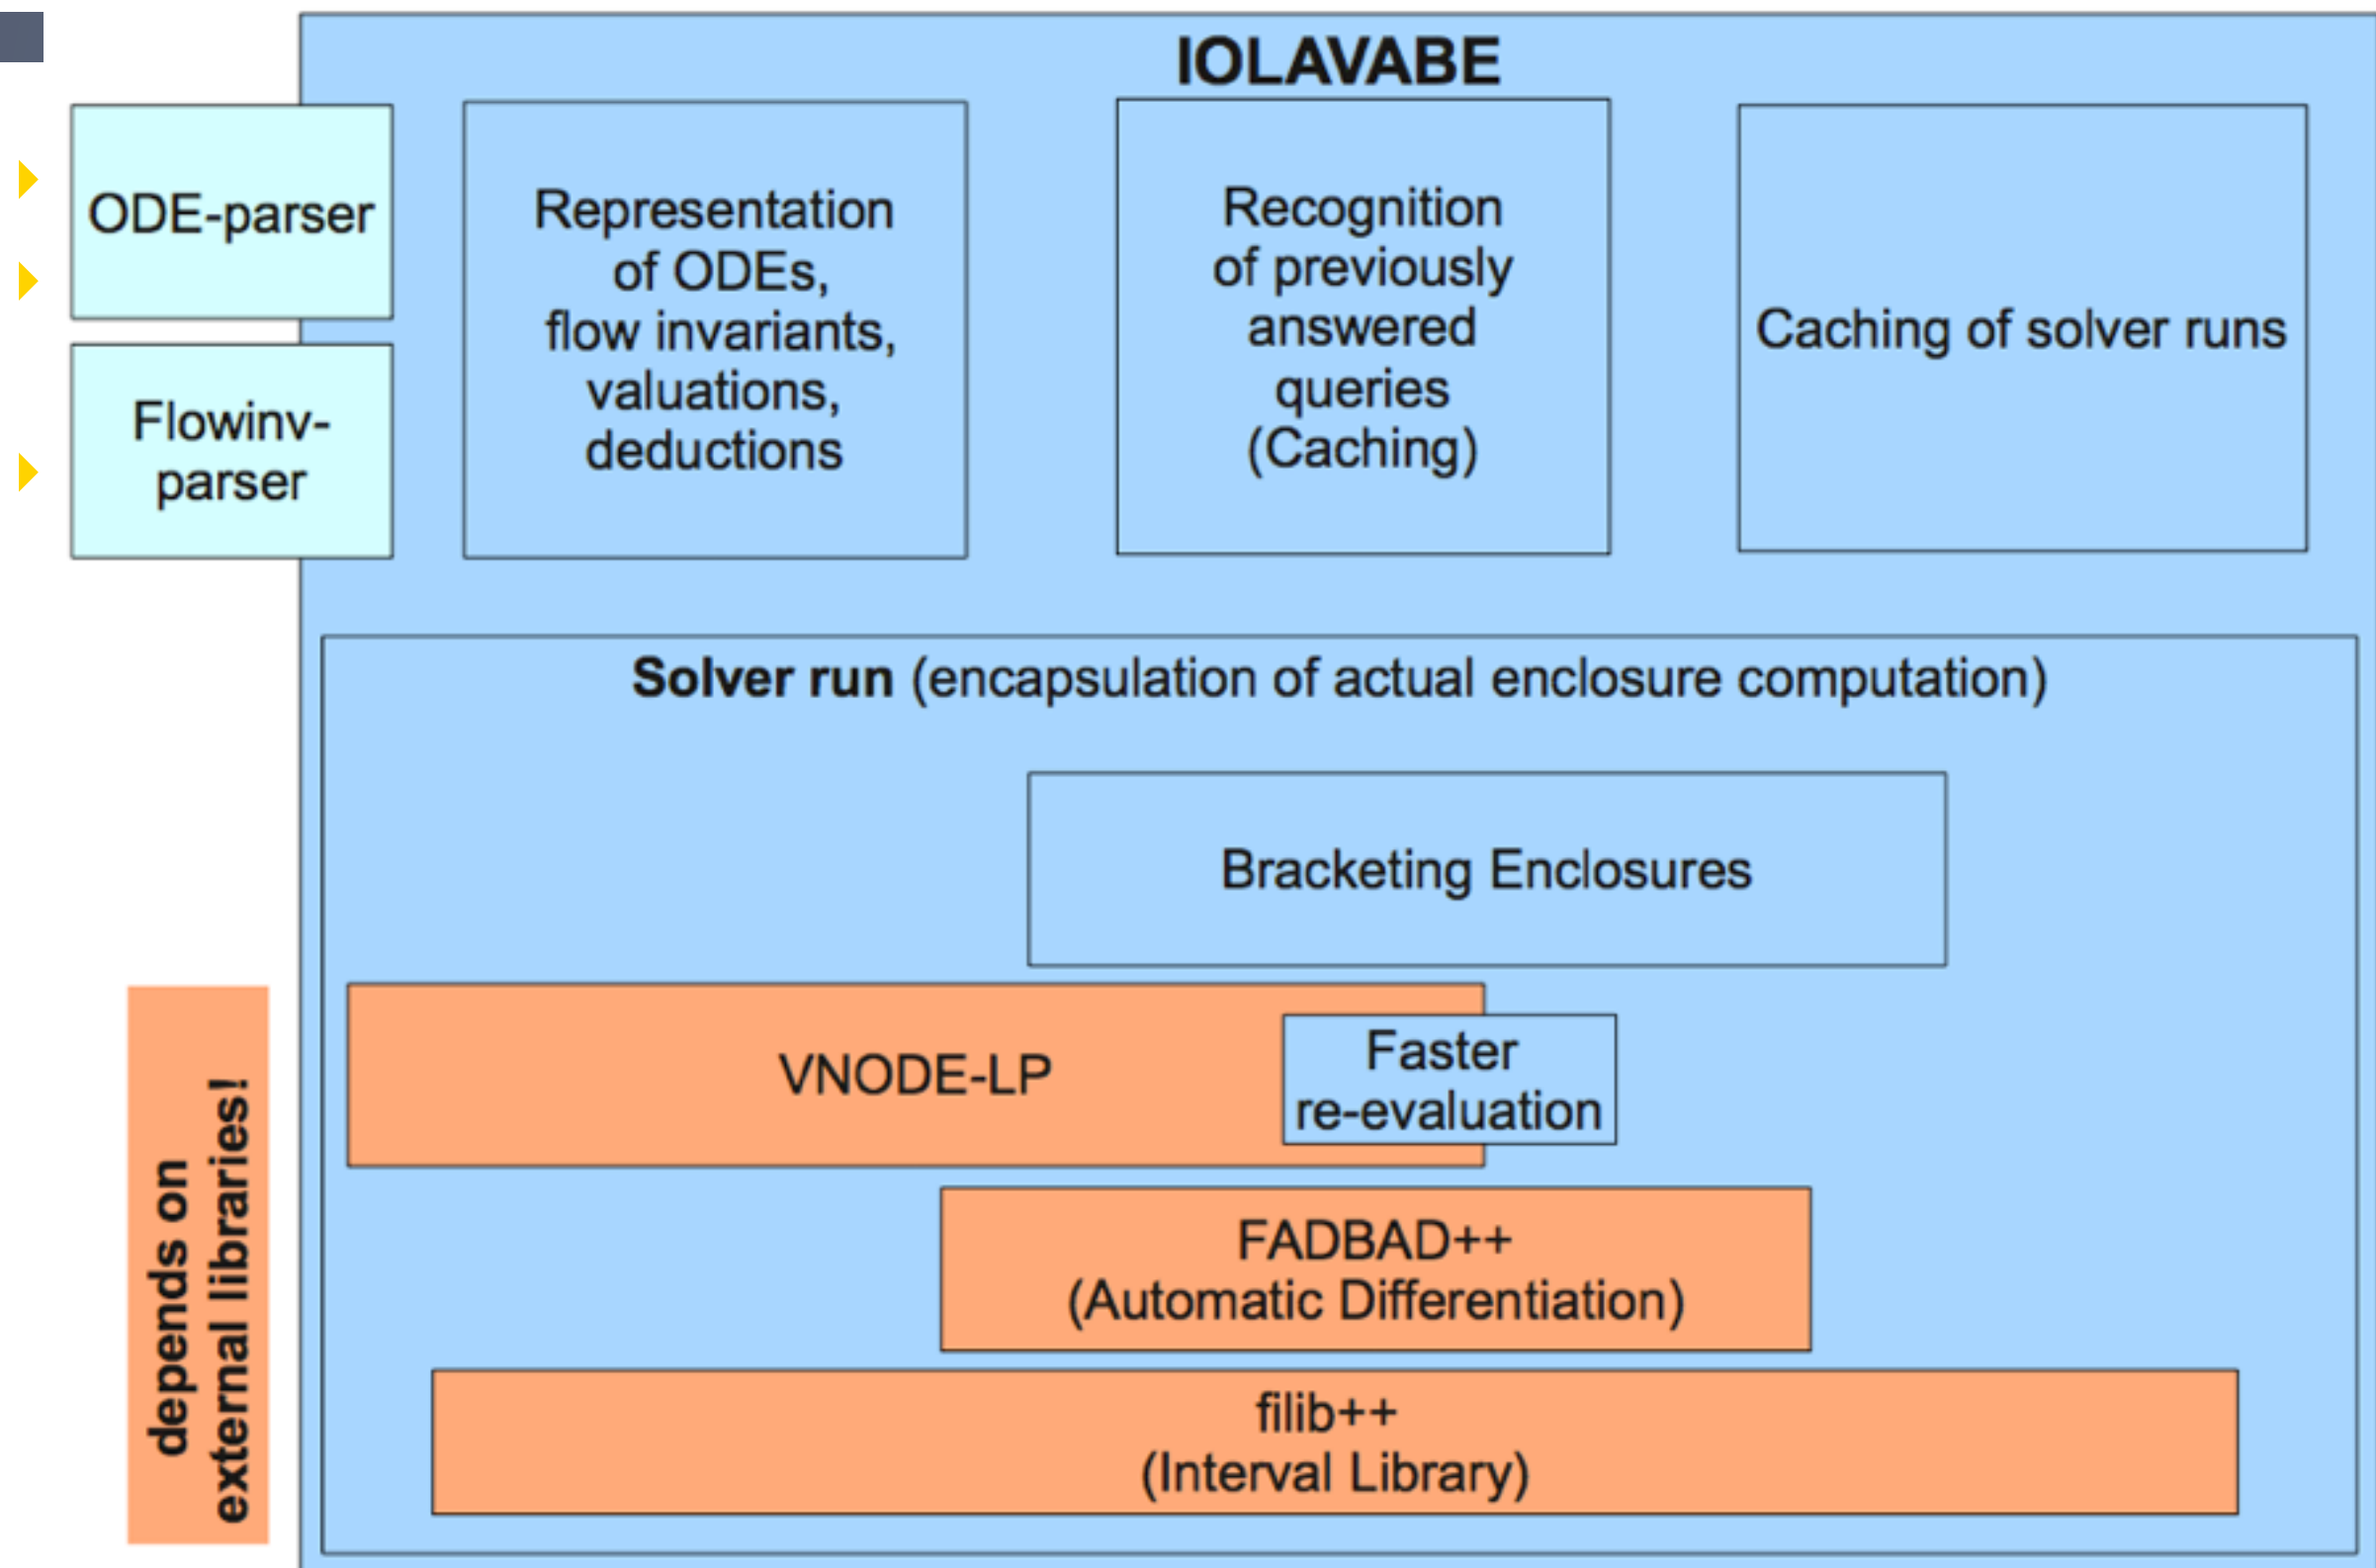 IOLAVABE
ODE-parser
Flowinv-
parser
Representation
of ODEs,
flow invariants,
valuations,
deductions
Recognition
of previously
answered
queries
(Caching)
Caching of solver runs
Solver run (encapsulation of actual enclosure computation)
Bracketing Enclosures
VNODE-LP
Faster
re-evaluation
FADBAD++
(Automatic Differentiation)
filib++
(Interval Library)
depends on
external libraries!